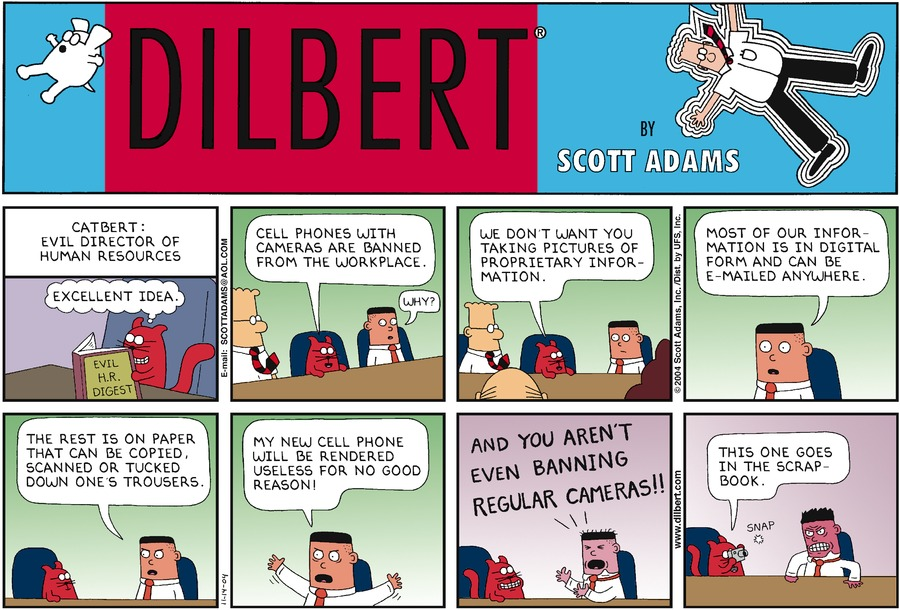 DILBERT®
BY
SCOTT ADAMS
CATBERT:
EVIL DIRECTOR OF
HUMAN RESOURCES
EXCELLENT IDEA.
EVIL
H.R.
DIGEST
E-mail: SCOTTADAMS@AOL.COM
CELL PHONES WITH
CAMERAS ARE BANNED
FROM THE WORKPLACE.
WHY?
WE DON'T WANT YOU
TAKING PICTURES OF
PROPRIETARY INFOR-
MATION.
© 2004 Scott Adams, Inc./Dist. by UFS, Inc.
MOST OF OUR INFOR-
MATION IS IN DIGITAL
FORM AND CAN BE
E-MAILED ANYWHERE.
THE REST IS ON PAPER
THAT CAN BE COPIED,
SCANNED OR TUCKED
DOWN ONE'S TROUSERS.
MY NEW CELL PHONE
WILL BE RENDERED
USELESS FOR NO GOOD
REASON!
11-14-04
AND YOU AREN'T
EVEN BANNING
REGULAR CAMERAS!!
www.dilbert.com
THIS ONE GOES
IN THE SCRAP-
BOOK.
SNAP